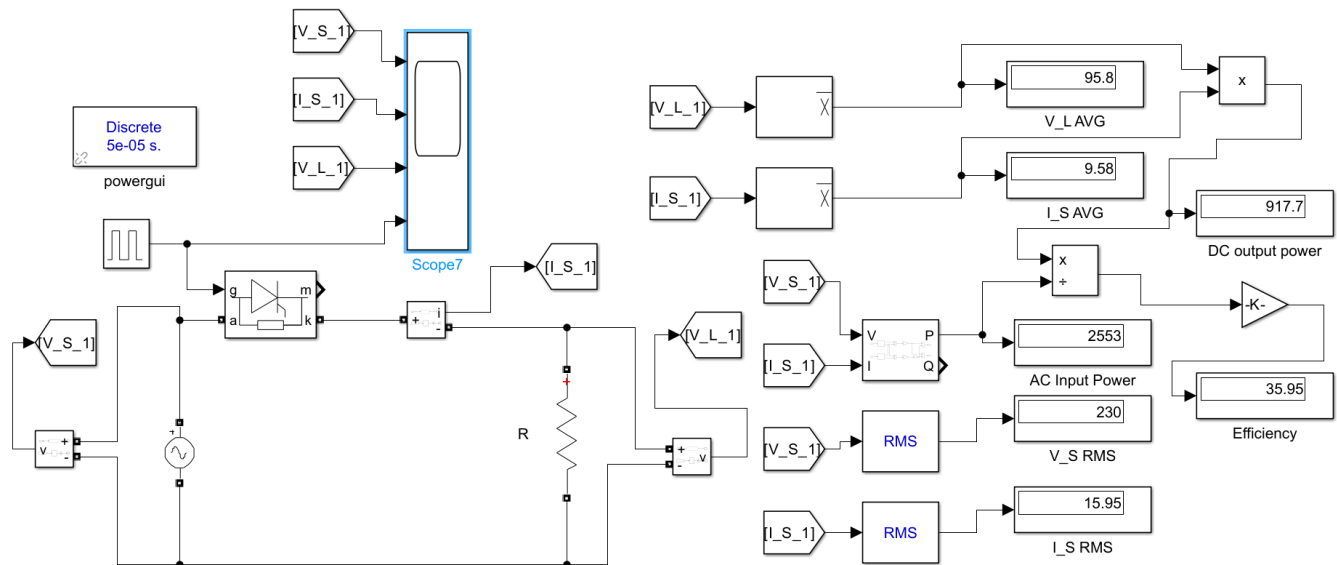 [V_S_1]
[I_S_1]
[V_L_1]
Scope7
Discrete
5e-05 s.
powergui
g
m
a
k
[I_S_1]
i
+
-
[V_S_1]
v
+
-
+
R
+
-
v
[V_L_1]
[V_L_1]
X
95.8
V_L AVG
x
[I_S_1]
X
9.58
I_S AVG
917.7
DC output power
x
÷
-K-
[V_S_1]
[I_S_1]
V
P
I
Q
2553
AC Input Power
35.95
Efficiency
[V_S_1]
RMS
230
V_S RMS
[I_S_1]
RMS
15.95
I_S RMS